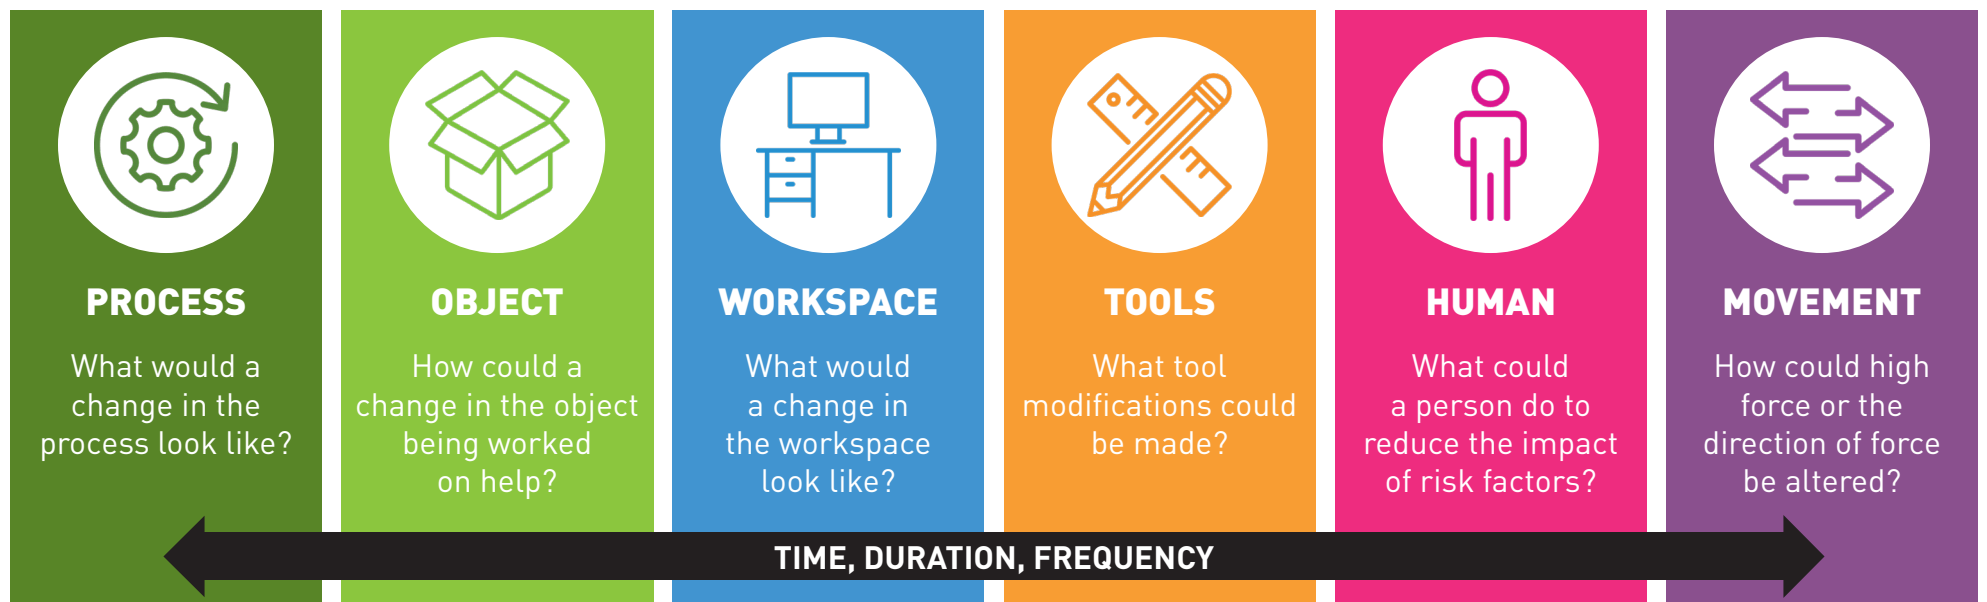 PROCESS
What would a
change in the
process look like?
OBJECT
How could a
change in the object
being worked
on help?
WORKSPACE
What would
a change in
the workspace
look like?
TOOLS
What tool
modifications could
be made?
HUMAN
What could
a person do to
reduce the impact
of risk factors?
MOVEMENT
How could high
force or the
direction of force
be altered?
TIME, DURATION, FREQUENCY